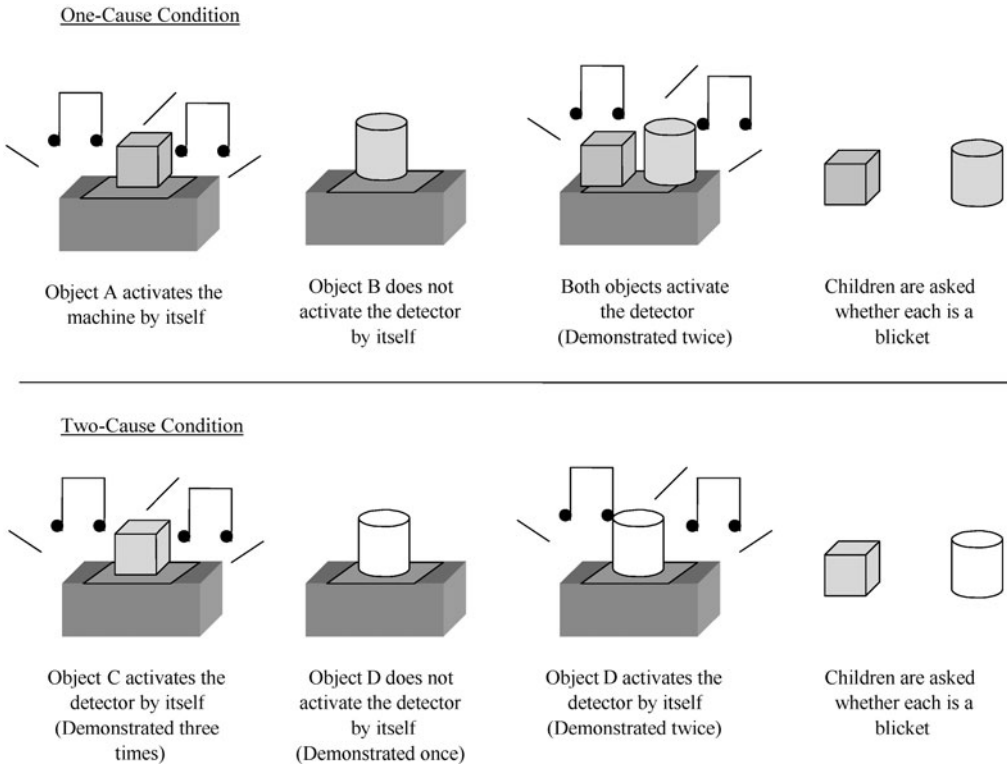 One-Cause Condition
Object A activates the
machine by itself
Object B does not
activate the detector
by itself
Both objects activate
the detector
(Demonstrated twice)
Children are asked
whether each is a
blicket
Two-Cause Condition
Object C activates the
detector by itself
(Demonstrated three
times)
Object D does not
activate the detector
by itself
(Demonstrated once)
Object D activates the
detector by itself
(Demonstrated twice)
Children are asked
whether each is a
blicket